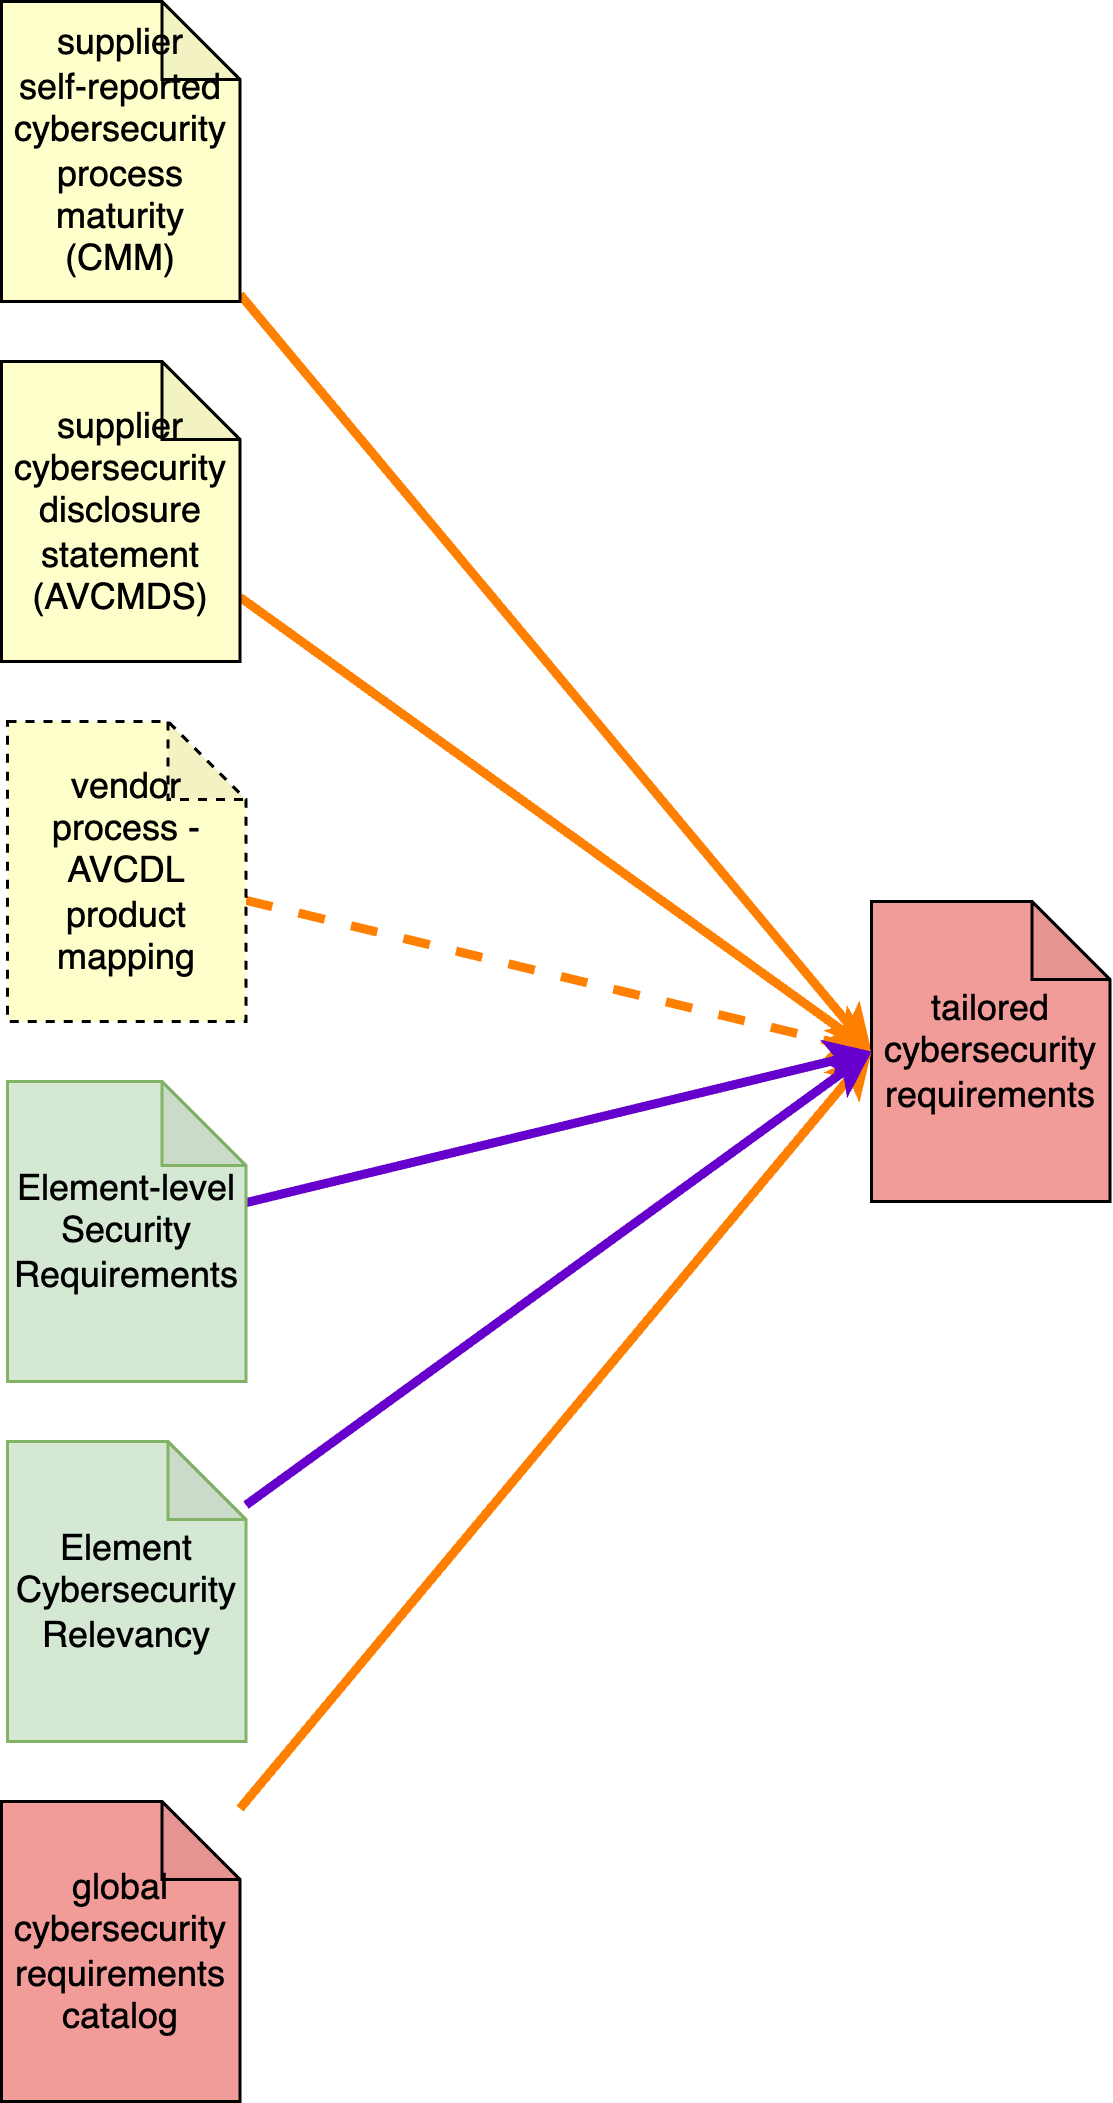 supplier
self-reported
cybersecurity
process
maturity
(CMM)
supplier
cybersecurity
disclosure
statement
(AVCMDS)
vendor
process -
AVCDL
product
mapping
tailored
cybersecurity
requirements
Element-level
Security
Requirements
Element
Cybersecurity
Relevancy
global
cybersecurity
requirements
catalog